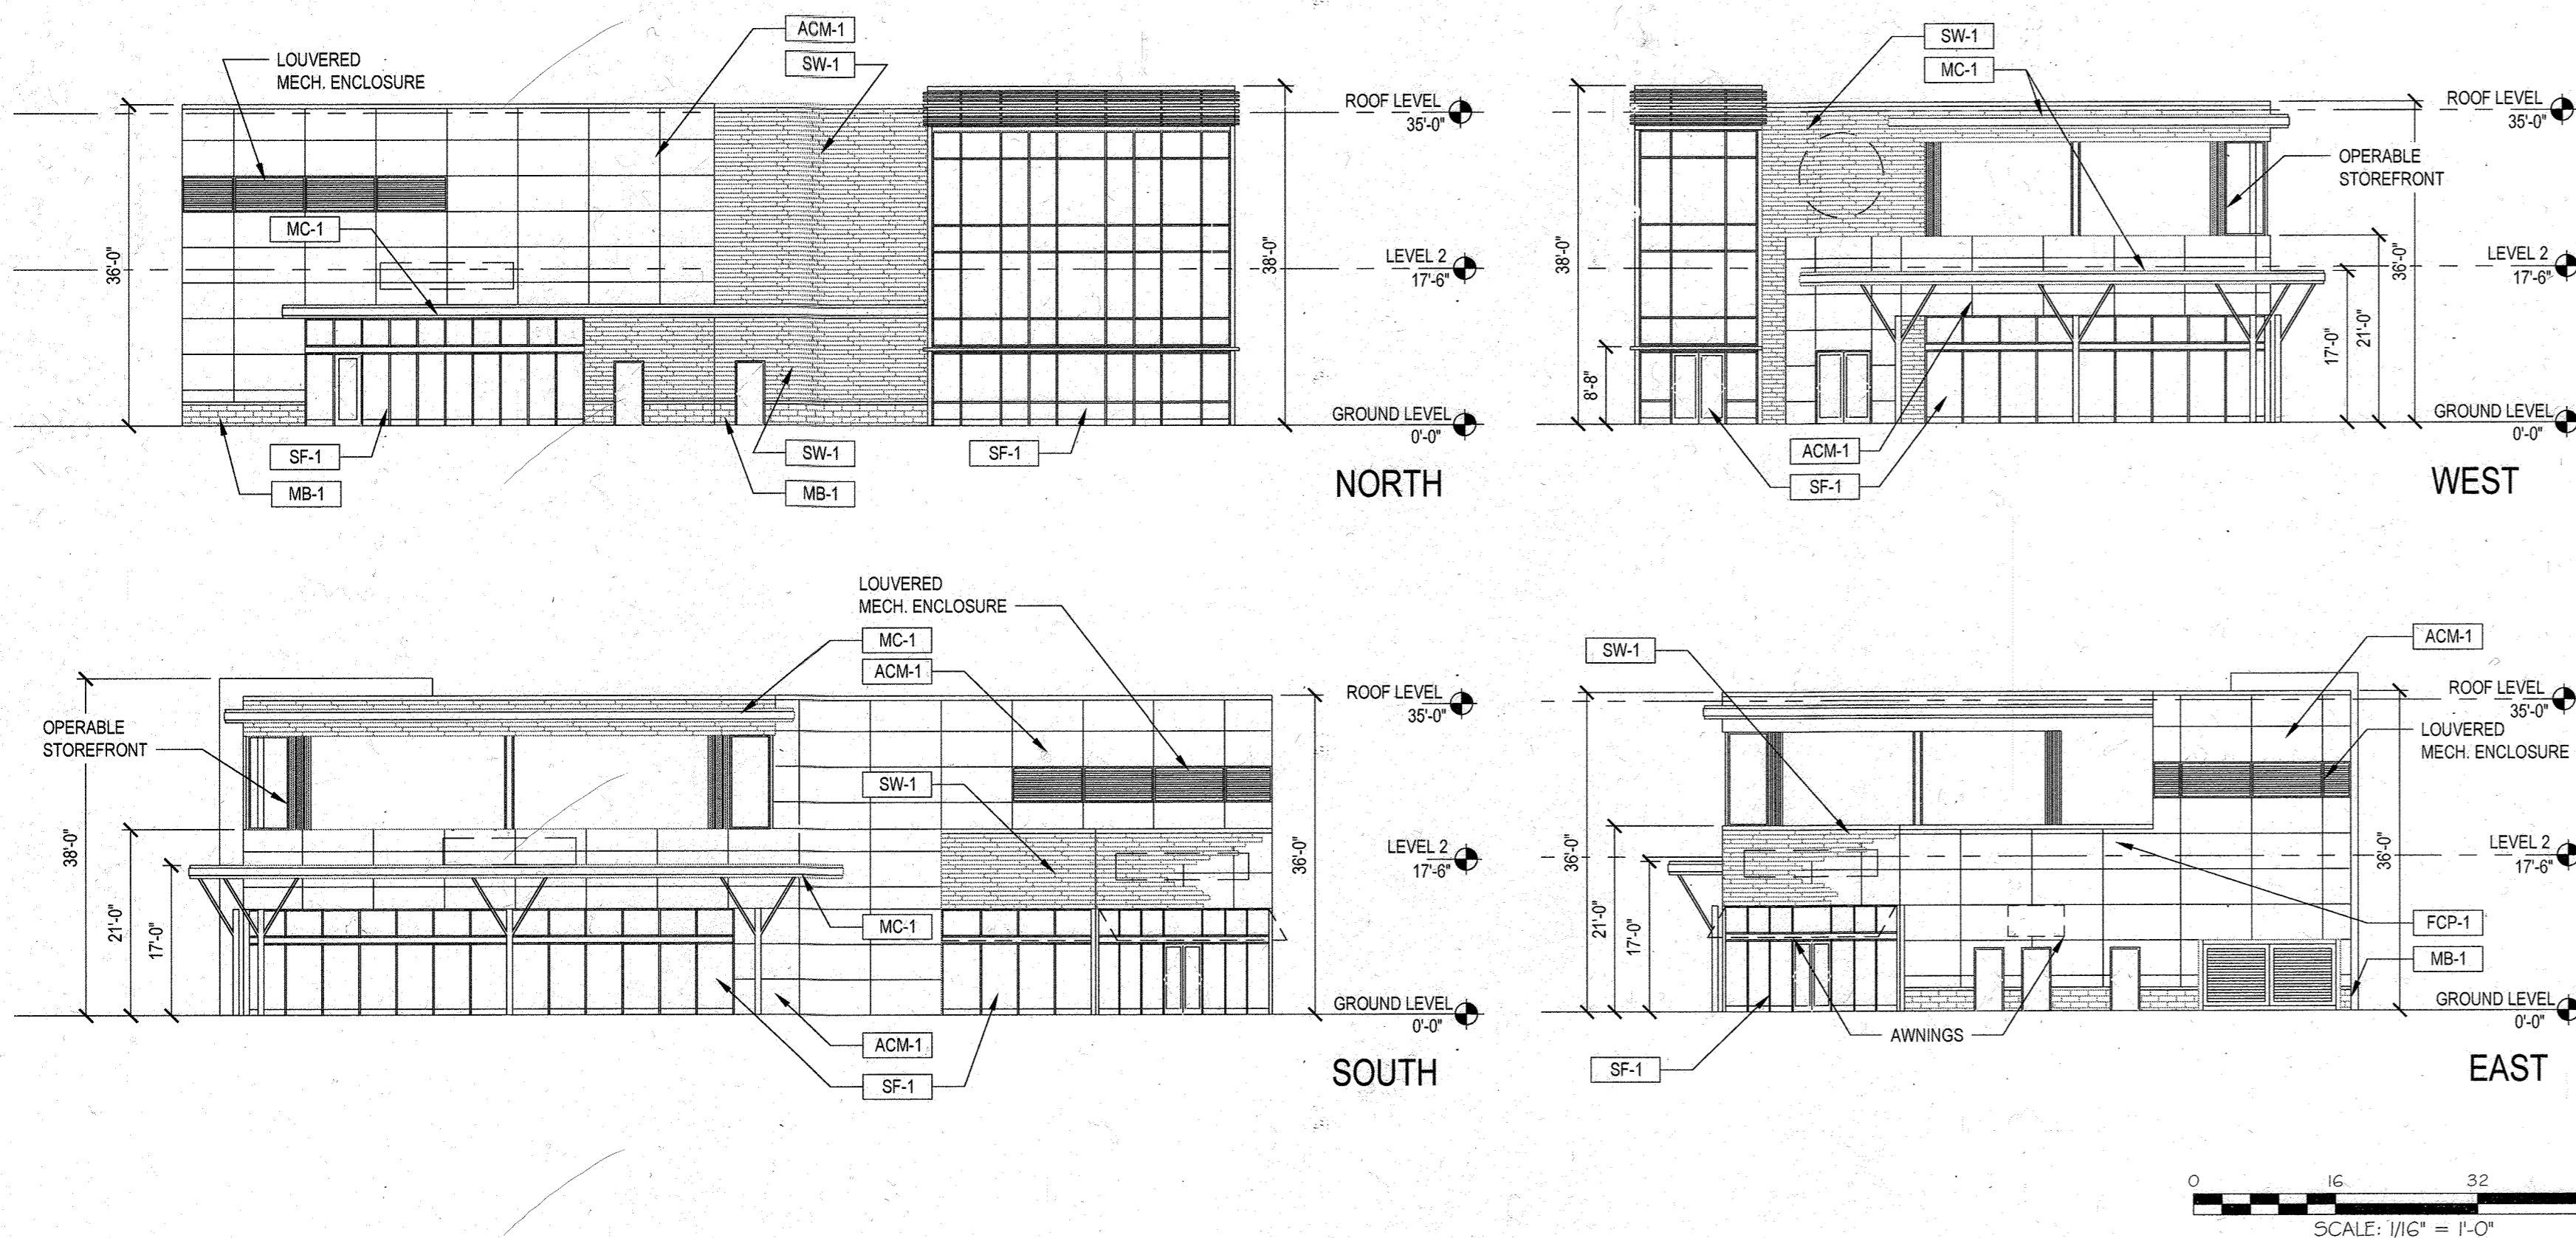 LOUVERED
MECH. ENCLOSURE
ACM-1
SW-1
MC-1
36'-0"
38'-0"
ROOF LEVEL
35'-0"
LEVEL 2
17'-6"
GROUND LEVEL
0'-0"
SF-1
MB-1
SW-1
MB-1
SF-1
NORTH
SW-1
MC-1
38'-0"
8'-8"
OPERABLE
STOREFRONT
17'-0"
21'-0"
36'-0"
ROOF LEVEL
35'-0"
LEVEL 2
17'-6"
GROUND LEVEL
0'-0"
ACM-1
SF-1
WEST
LOUVERED
MECH. ENCLOSURE
MC-1
ACM-1
OPERABLE
STOREFRONT
SW-1
38'-0"
21'-0"
17'-0"
36'-0"
ROOF LEVEL
35'-0"
LEVEL 2
17'-6"
GROUND LEVEL
0'-0"
MC-1
ACM-1
SF-1
SOUTH
SW-1
ACM-1
36'-0"
21'-0"
17'-0"
36'-0"
ROOF LEVEL
35'-0"
LOUVERED
MECH. ENCLOSURE
LEVEL 2
17'-6"
FCP-1
MB-1
GROUND LEVEL
0'-0"
AWNINGS
SF-1
EAST
0 16 32
SCALE: 1/16" = 1'-0"